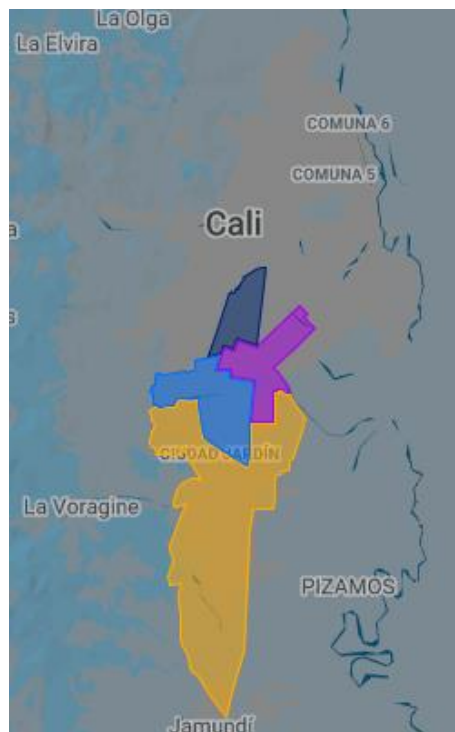 La Olga
La Elvira
COMUNA 6
COMUNA 5
Cali
a
s
CIUDAD JARDÍN
La Voragine
PIZAMOS
Jamundí